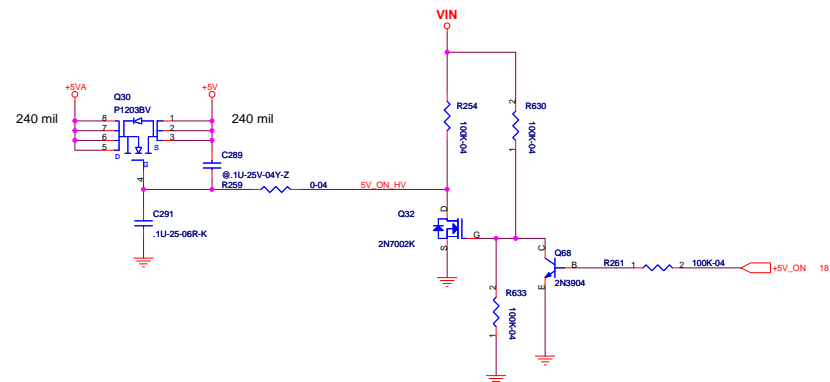 VIN
+5VA
Q30
P1203BV
+5V
240 mil
8
7
6
5
1
2
3
240 mil
D
S
G
4
C289
@.1U-25V-04Y-Z
R259
0-04
5V_ON_HV
C291
.1U-25-06R-K
R254
100K-04
2
R630
100K-04
1
D
Q32
G
S
2N7002K
C
Q68
B
E
2N3904
R261
1
2
100K-04
+5V_ON
18
2
R633
100K-04
1